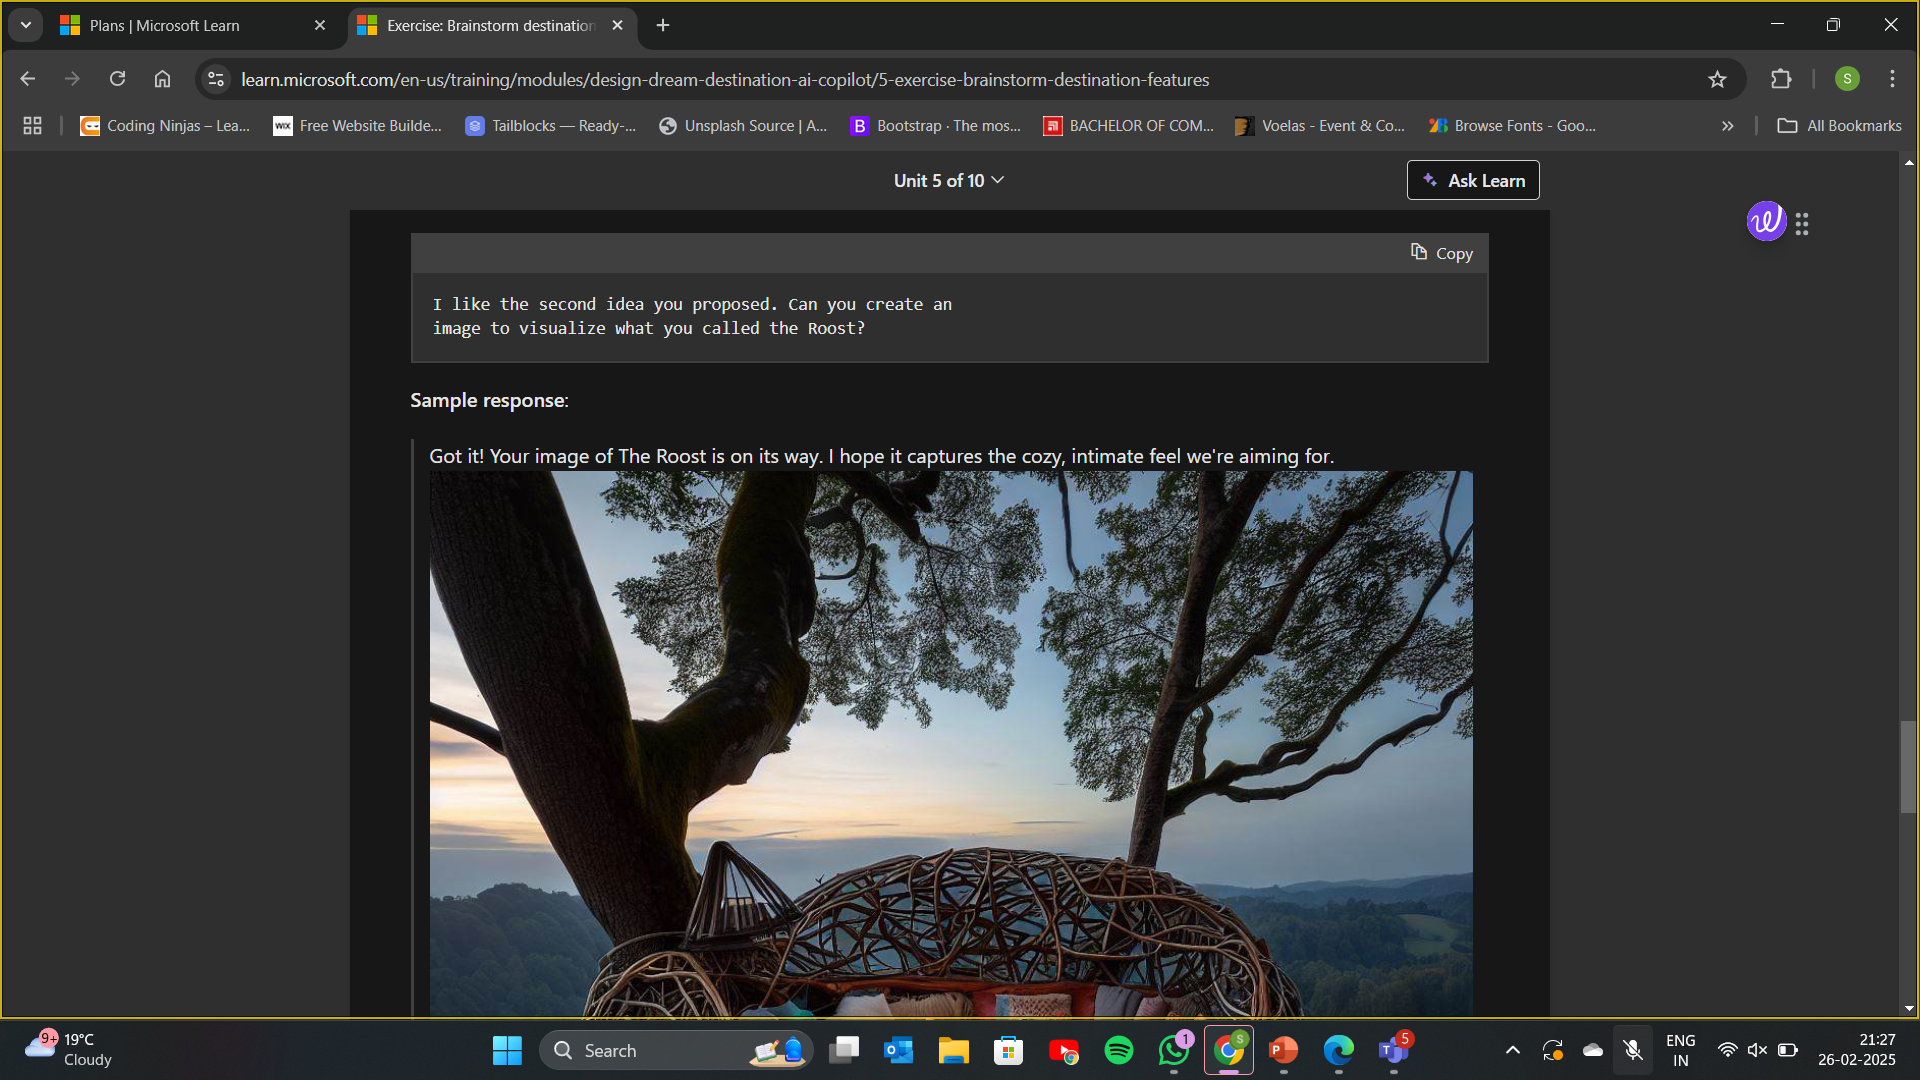 Plans | Microsoft Learn
Exercise: Brainstorm destination
learn.microsoft.com/en-us/training/modules/design-dream-destination-ai-copilot/5-exercise-brainstorm-destination-features
S
Coding Ninjas – Lea...
WiX
Free Website Builde...
Tailblocks — Ready-...
Unsplash Source | A...
B
Bootstrap · The mos...
BACHELOR OF COM...
Voelas - Event & Co...
Browse Fonts - Goo...
All Bookmarks
Unit 5 of 10
Ask Learn
Copy
I like the second idea you proposed. Can you create an
image to visualize what you called the Roost?
Sample response:
Got it! Your image of The Roost is on its way. I hope it captures the cozy, intimate feel we're aiming for.
9+
19°C
Cloudy
Search
1
S
5
ENG
IN
21:27
26-02-2025